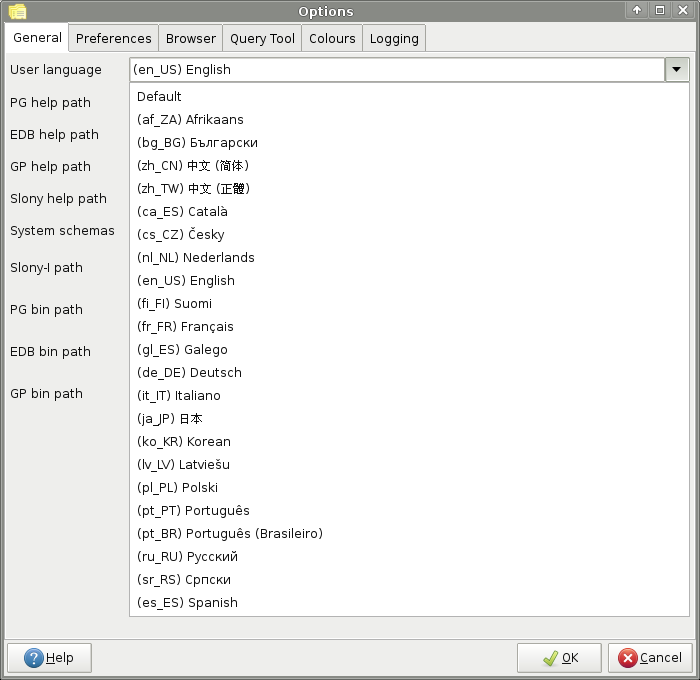 Options
General Preferences Browser Query Tool Colours Logging
User language (en_US) English
PG help path
EDB help path
GP help path
Slony help path
System schemas
Slony-I path
PG bin path
EDB bin path
GP bin path
Default
(af_ZA) Afrikaans
(bg_BG) Български
(zh_CN) 中文 (简体)
(zh_TW) 中文 (正體)
(ca_ES) Català
(cs_CZ) Česky
(nl_NL) Nederlands
(en_US) English
(fi_FI) Suomi
(fr_FR) Français
(gl_ES) Galego
(de_DE) Deutsch
(it_IT) Italiano
(ja_JP) 日本
(ko_KR) Korean
(lv_LV) Latviešu
(pl_PL) Polski
(pt_PT) Português
(pt_BR) Português (Brasileiro)
(ru_RU) Русский
(sr_RS) Српски
(es_ES) Spanish
Help OK Cancel